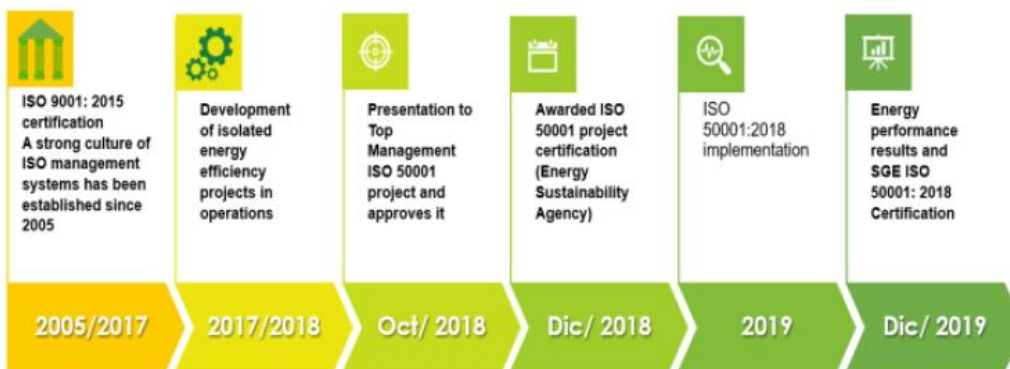 ISO 9001: 2015
certification
A strong culture of
ISO management
systems has been
established since
2005
Development
of isolated
energy
efficiency
projects in
operations
Presentation to
Top
Management
ISO 50001
project and
approves it
Awarded ISO
50001 project
certification
(Energy
Sustainability
Agency)
ISO
50001:2018
implementation
Energy
performance
results and
SGE ISO
50001: 2018
Certification
2005/2017
2017/2018
Oct/ 2018
Dic/ 2018
2019
Dic/ 2019